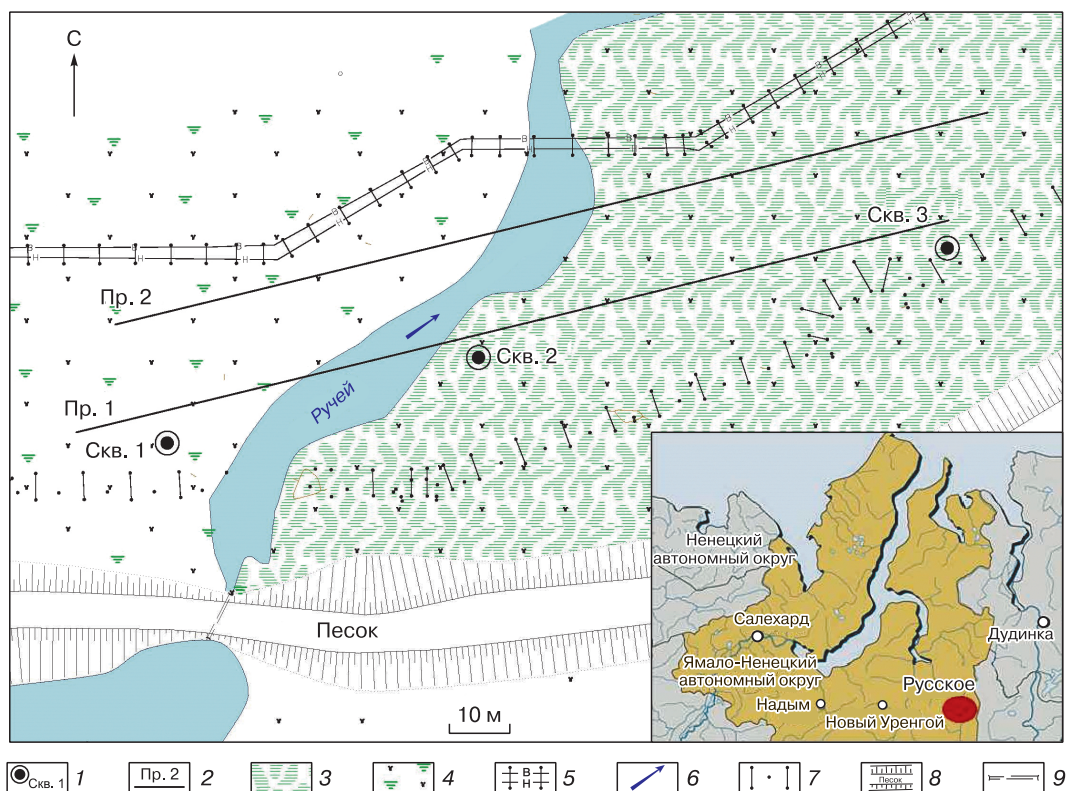 С
В
В
Н
Н
В
Н
В
В
Н
В
Н
В
Н
Скв. 3
Пр. 2
Скв. 2
Ручей
Пр. 1
Скв. 1
Песок
10 м
Ненецкий
автономный округ
Салехард
Дудинка
Ямало-Ненецкий
автономный округ
Русское
Надым
Новый Уренгой
Скв. 1
1
Пр. 2
2
3
4
В
Н
5
6
7
Песок
8
9